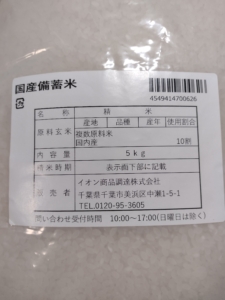 国産備蓄米
4549414700626
名称 精米
原料玄米 産地 品種 産年 使用割合
複数原料米
国内産 10割
内容量 5kg
精米時期 表示面下部に記載
販売者 イオン商品調達株式会社
千葉県千葉市美浜区中瀬1-5-1
TEL.0120-95-3605
問い合わせ受付時間 10:00～17:00(日曜日は除く)